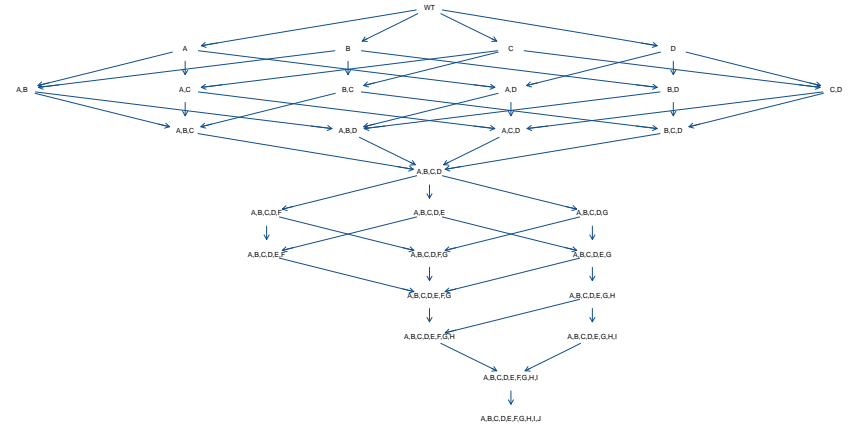 WT
A
B
C
D
A,B
A,C
B,C
A,D
B,D
C,D
A,B,C
A,B,D
A,C,D
B,C,D
A,B,C,D
A,B,C,D,F
A,B,C,D,E
A,B,C,D,G
A,B,C,D,E,F
A,B,C,D,F,G
A,B,C,D,E,G
A,B,C,D,E,F,G
A,B,C,D,E,G,H
A,B,C,D,E,F,G,H
A,B,C,D,E,G,H,I
A,B,C,D,E,F,G,H,I
A,B,C,D,E,F,G,H,I,J